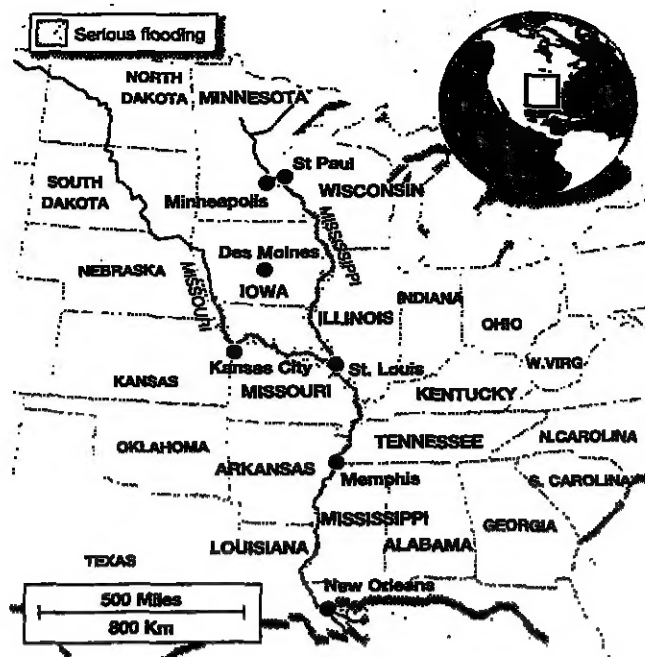 Serious flooding
NORTH
DAKOTA
MINNESOTA
St Paul
SOUTH
DAKOTA
Minneapolis
WISCONSIN
MISSISSIPPI
Des Moines
NEBRASKA
MISSOURI
IOWA
INDIANA
ILLINOIS
OHIO
W.VIRG
Kansas City
St. Louis
KANSAS
MISSOURI
KENTUCKY
OKLAHOMA
TENNESSEE
N.CAROLINA
ARKANSAS
Memphis
S. CAROLINA
MISSISSIPPI
GEORGIA
LOUISIANA
ALABAMA
TEXAS
New Orleans
500 Miles
800 Km